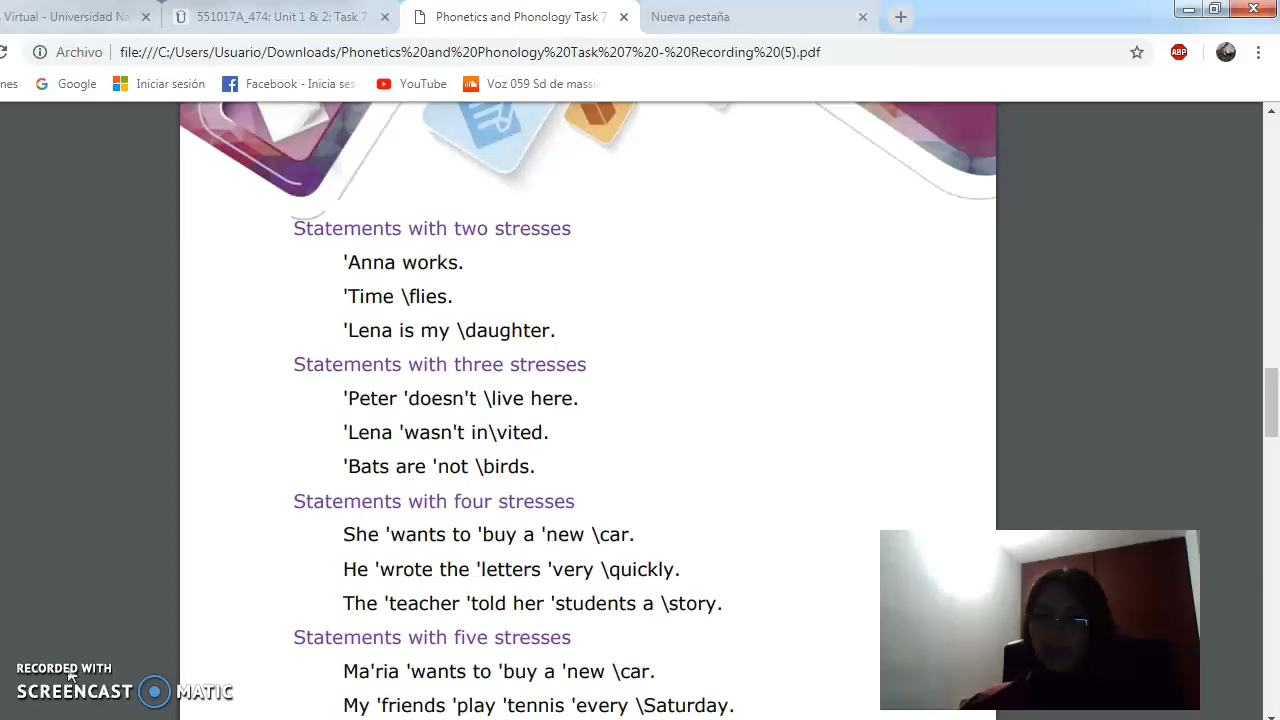 Virtual - Universidad Na
551017A_474: Unit 1 & 2: Task 7
Phonetics and Phonology Task 7
Nueva pestaña
Archivo
file:///C:/Users/Usuario/Downloads/Phonetics%20and%20Phonology%20Task%207%20-%20Recording%20(5).pdf
ABP
nes
Google
Iniciar sesión
Facebook - Inicia ses
YouTube
Voz 059 Sd de masi
Statements with two stresses
'Anna works.
'Time \flies.
'Lena is my \daughter.
Statements with three stresses
'Peter 'doesn't \live here.
'Lena 'wasn't in\vited.
'Bats are 'not \birds.
Statements with four stresses
She 'wants to 'buy a 'new \car.
He 'wrote the 'letters 'very \quickly.
The 'teacher 'told her 'students a \story.
Statements with five stresses
Ma'ria 'wants to 'buy a 'new \car.
My 'friends 'play 'tennis 'every \Saturday.
RECORDED WITH
SCREENCAST MATIC